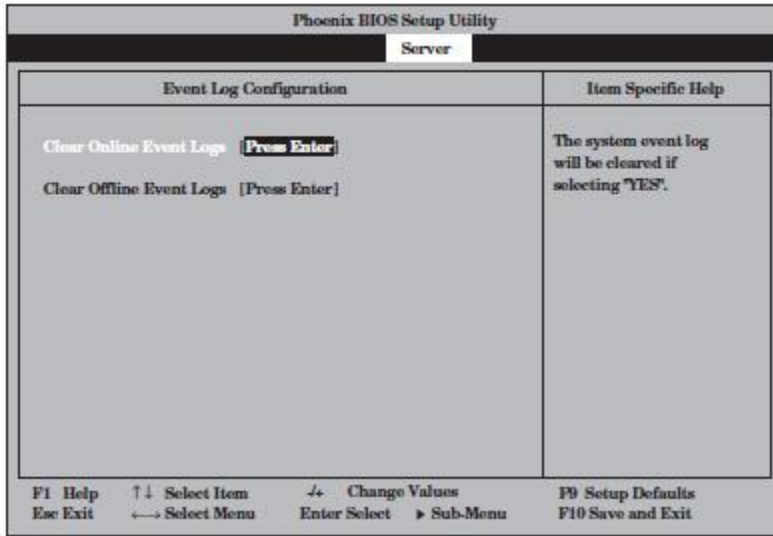 Phoenix BIOS Setup Utility
Server
Event Log Configuration
Item Specific Help
Clear Online Event Logs [Press Enter]
Clear Offline Event Logs [Press Enter]
The system event log
will be cleared if
selecting "YES".
F1 Help ↑↓ Select Item -/+ Change Values F9 Setup Defaults
Esc Exit ←→ Select Menu Enter Select ▶ Sub-Menu F10 Save and Exit